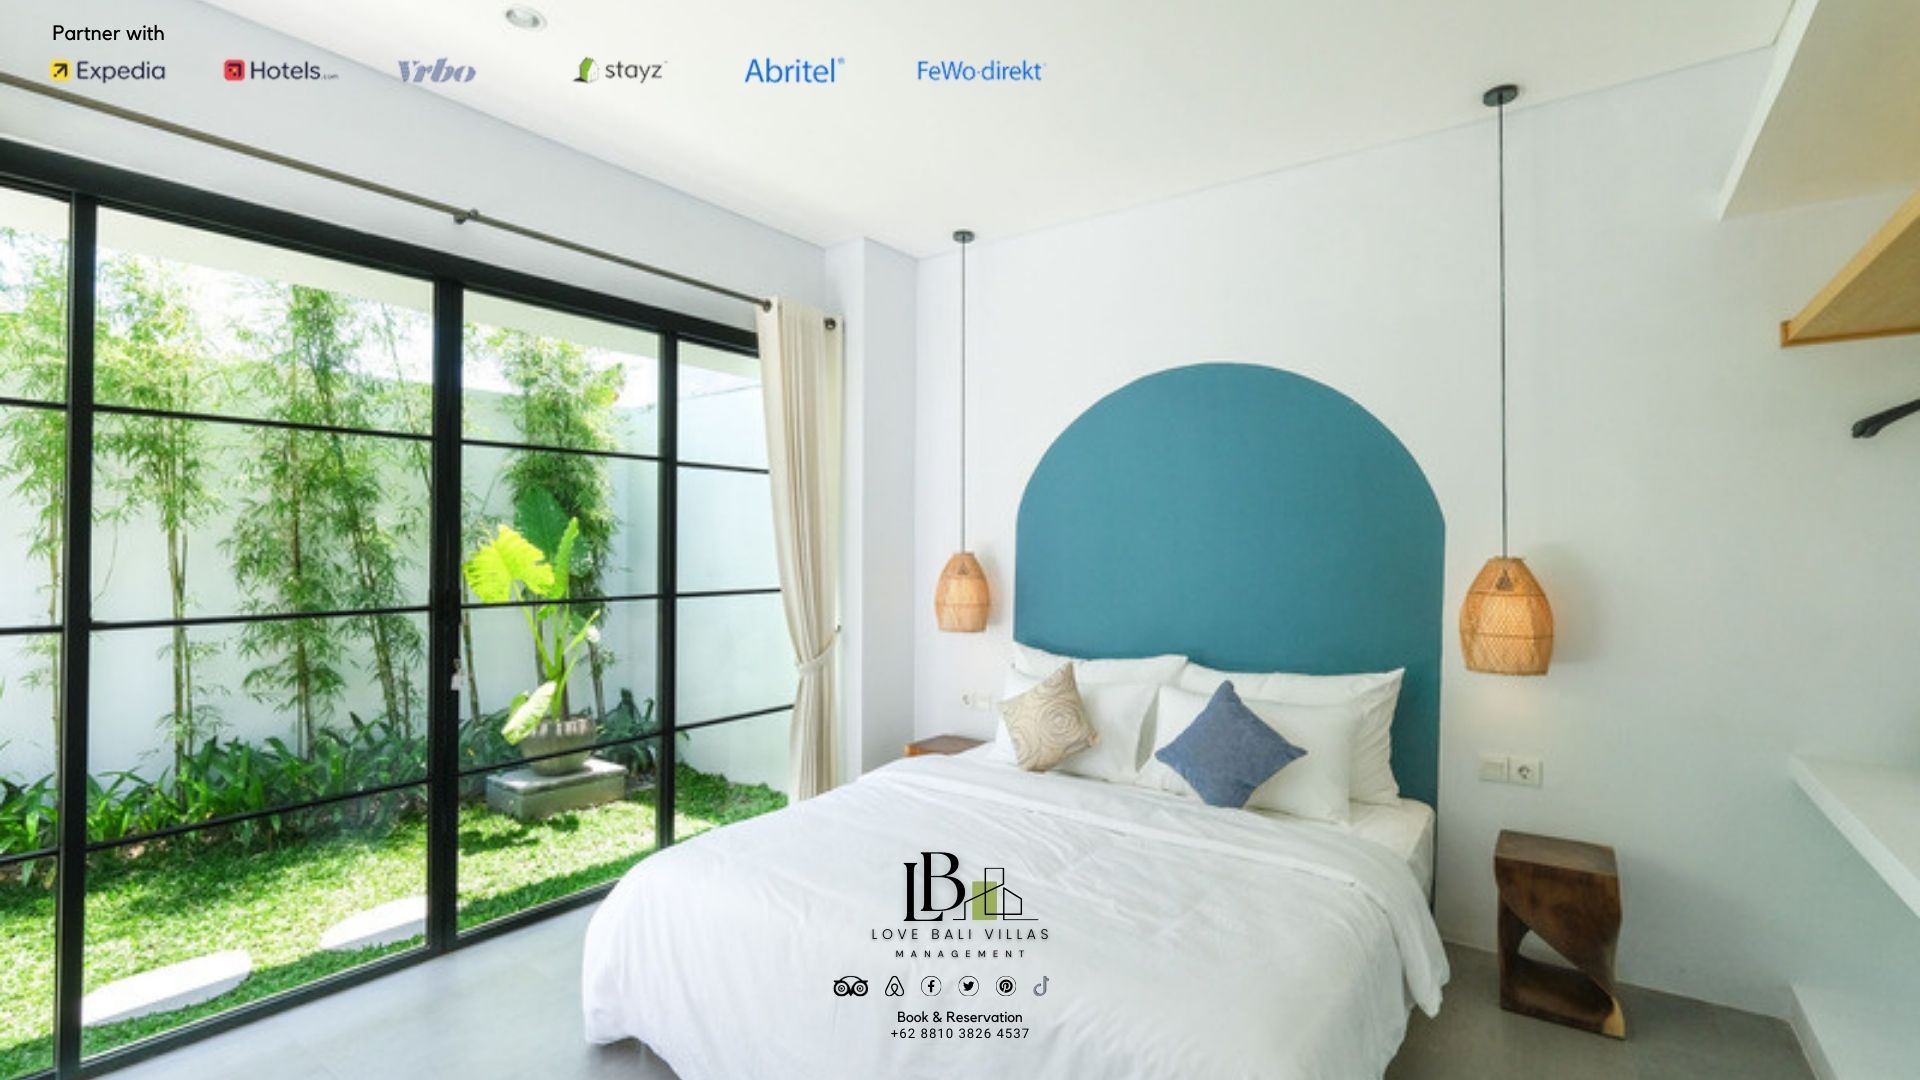 Partner with
Expedia
Hotels.com
Vrbo
stayz
Abritel®
FeWo-direkt
LB
LOVE BALI VILLAS
MANAGEMENT
Book & Reservation
+62 8810 3826 4537